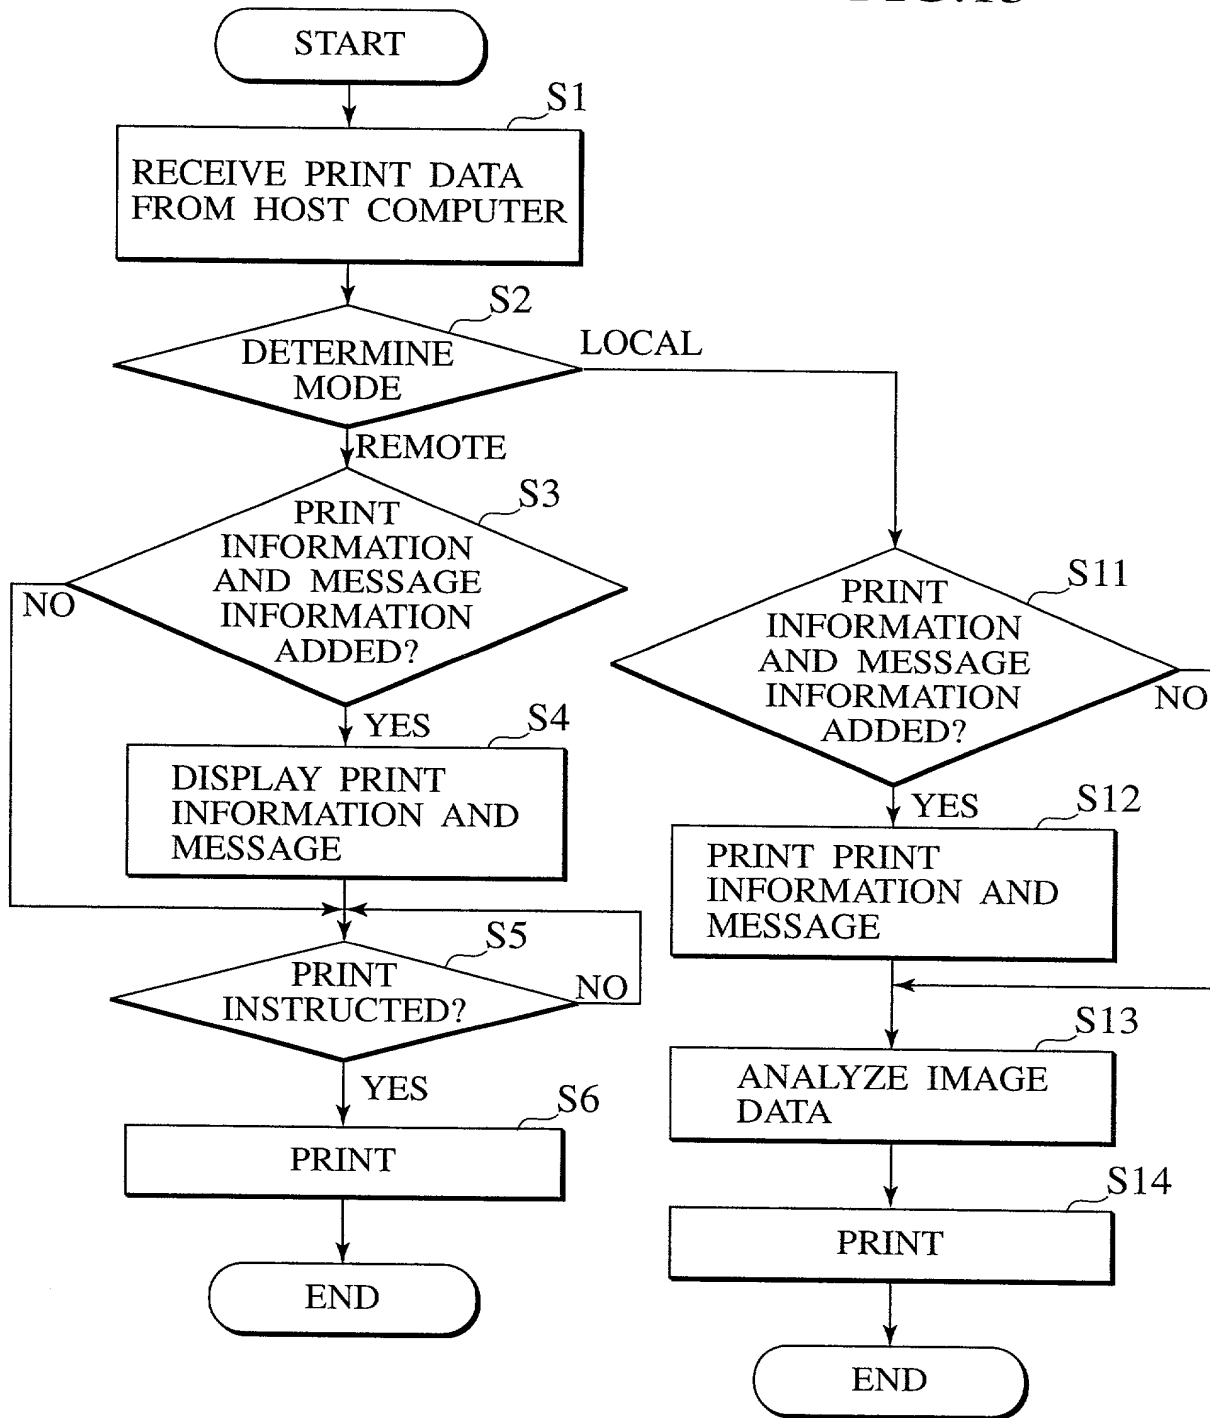 START
S1
RECEIVE PRINT DATA
FROM HOST COMPUTER
S2
DETERMINE
MODE
LOCAL
REMOTE
S3
PRINT
INFORMATION
AND MESSAGE
INFORMATION
ADDED?
NO
YES
S4
DISPLAY PRINT
INFORMATION AND
MESSAGE
S5
PRINT
INSTRUCTED?
NO
YES
S6
PRINT
END
S11
PRINT
INFORMATION
AND MESSAGE
INFORMATION
ADDED?
NO
YES
S12
PRINT PRINT
INFORMATION AND
MESSAGE
S13
ANALYZE IMAGE
DATA
S14
PRINT
END